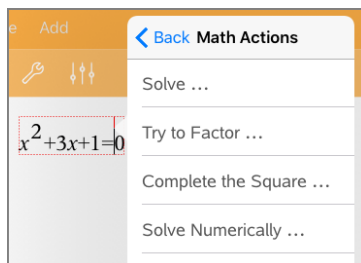 e Add
Back Math Actions
x²+3x+1=0
Solve ...
Try to Factor ...
Complete the Square ...
Solve Numerically ...